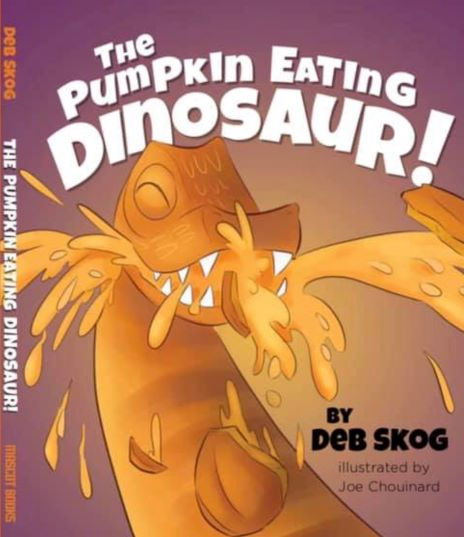 DEB SKOG
THE PUMPKIN EATING DINOSAUR!
MASCOT BOOKS
THE
PUMPKIN EATING
DINOSAUR!
BY
DEB SKOG
illustrated by
Joe Chouinard